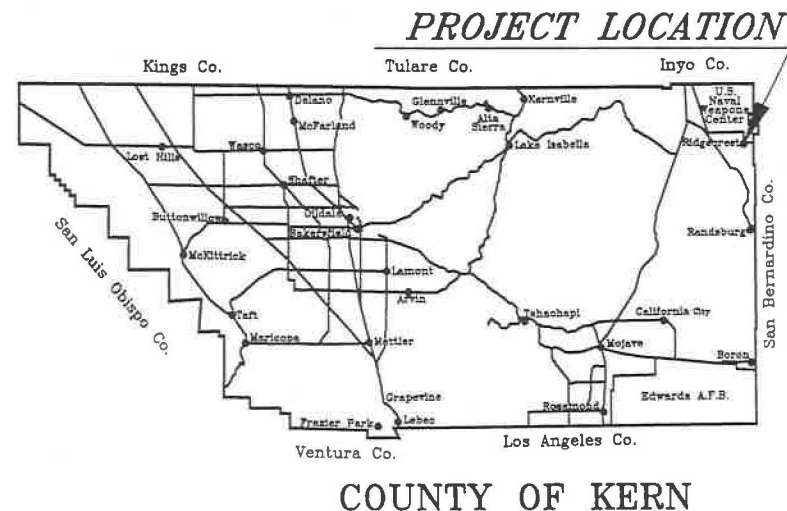 PROJECT LOCATION
Kings Co.
Tulare Co.
Inyo Co.
Delano
McFarland
Glennville
Woody
Alta
Sierra
Kernville
U.S.
Naval
Weapons
Center
Ridgecrest
Lost Hills
Wasco
Lake Isabella
Shafter
Buttonwillow
Oildale
Bakersfield
Randsburg
San Luis Obispo Co.
San Bernardino Co.
McKittrick
Lamont
Arvin
Taft
Tehachapi
California City
Maricopa
Mettler
Mojave
Boron
Grapevine
Edwards A.F.B.
Rosamond
Frazier Park
Lebec
Ventura Co.
Los Angeles Co.
COUNTY OF KERN